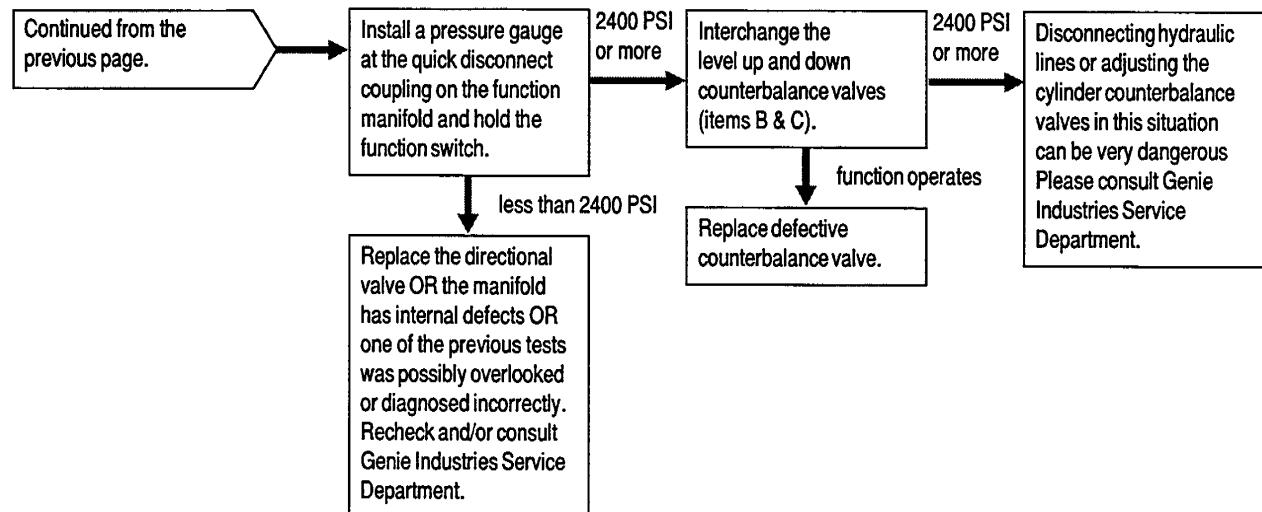 Continued from the
previous page.
Install a pressure gauge
at the quick disconnect
coupling on the function
manifold and hold the
function switch.
2400 PSI
or more
Interchange the
level up and down
counterbalance valves
(items B & C).
2400 PSI
or more
Disconnecting hydraulic
lines or adjusting the
cylinder counterbalance
valves in this situation
can be very dangerous
Please consult Genie
Industries Service
Department.
less than 2400 PSI
function operates
Replace the directional
valve OR the manifold
has internal defects OR
one of the previous tests
was possibly overlooked
or diagnosed incorrectly.
Recheck and/or consult
Genie Industries Service
Department.
Replace defective
counterbalance valve.